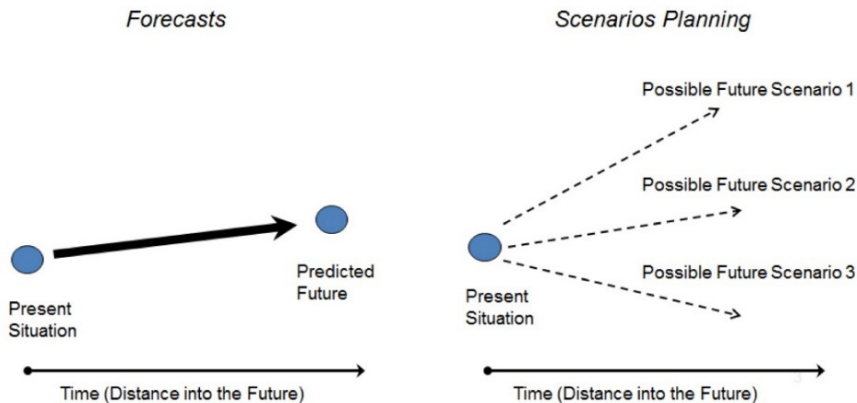 Forecasts
Scenarios Planning
Possible Future Scenario 1
Possible Future Scenario 2
Predicted
Future
Possible Future Scenario 3
Present
Situation
Present
Situation
Time (Distance into the Future)
Time (Distance into the Future)
3